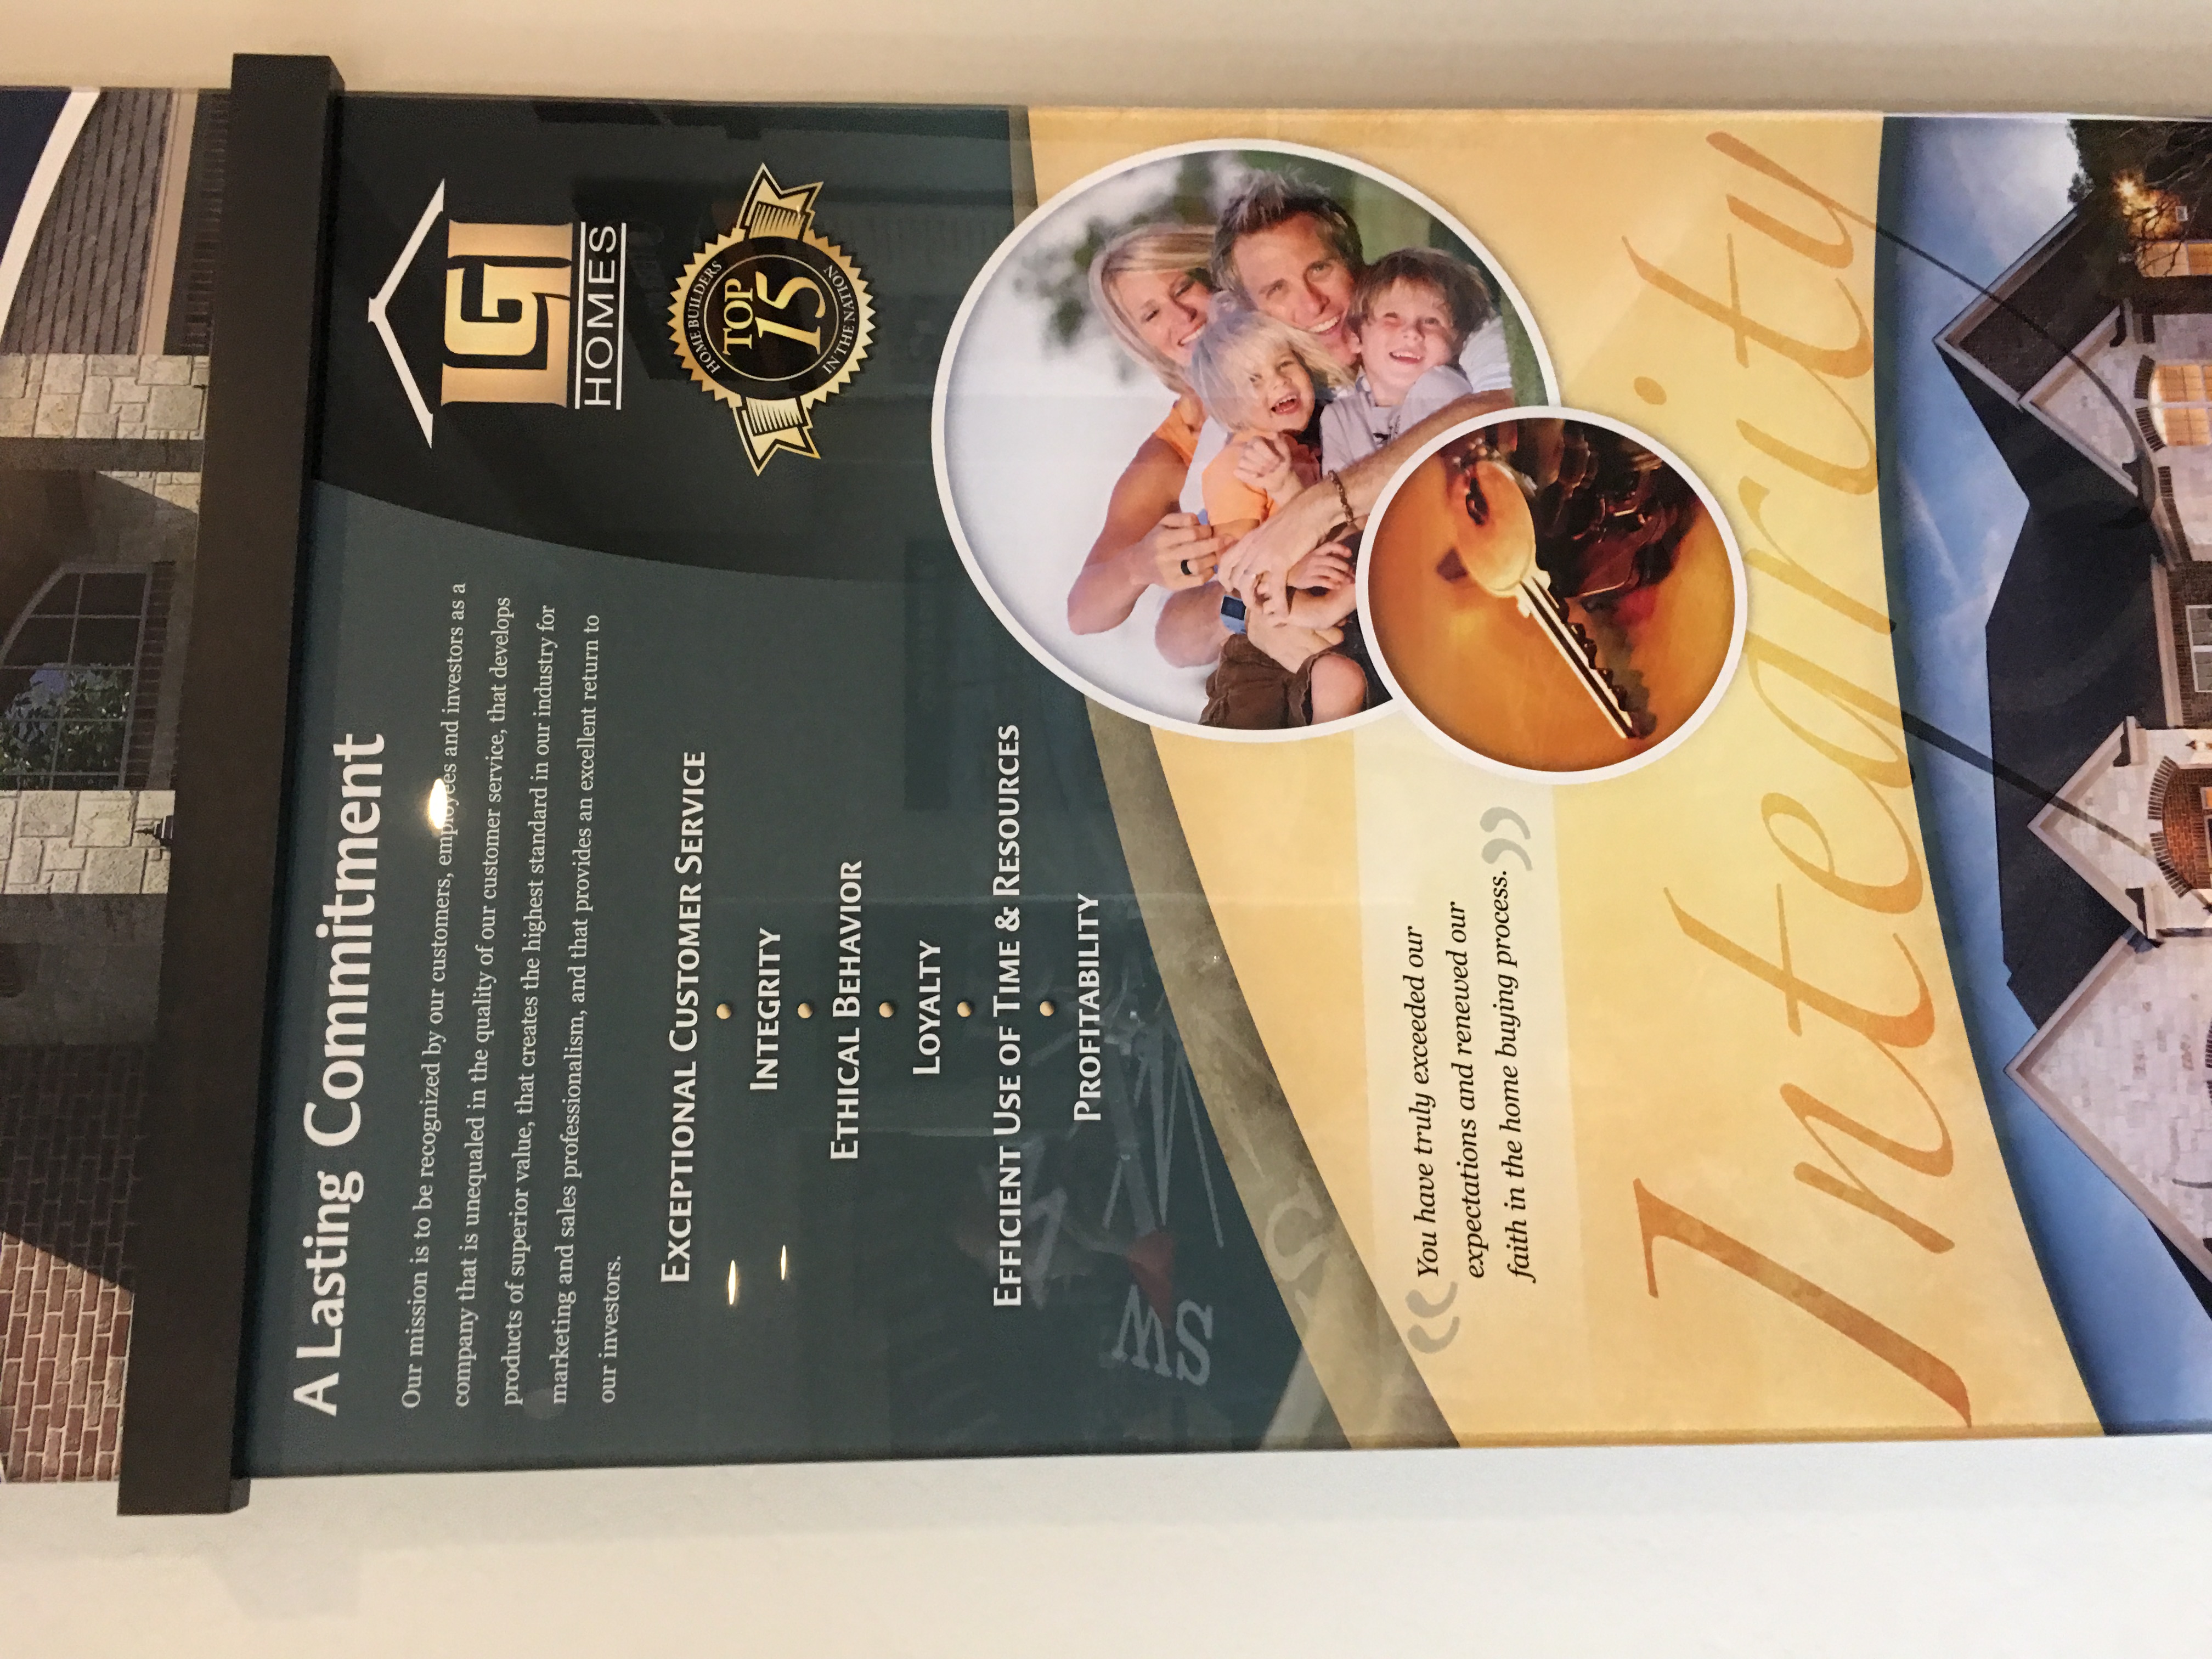 A Lasting Commitment
Our mission is to be recognized by our customers, employees and investors as a
company that is unequaled in the quality of our customer service, that develops
products of superior value, that creates the highest standard in our industry for
marketing and sales professionalism, and that provides an excellent return to
our investors.
LGI
HOMES
EXCEPTIONAL CUSTOMER SERVICE
INTEGRITY
ETHICAL BEHAVIOR
LOYALTY
EFFICIENT USE OF TIME & RESOURCES
PROFITABILITY
HOME BUILDERS
TOP
15
IN THE NATION
SW
“You have truly exceeded our
expectations and renewed our
faith in the home buying process.”
Integrity